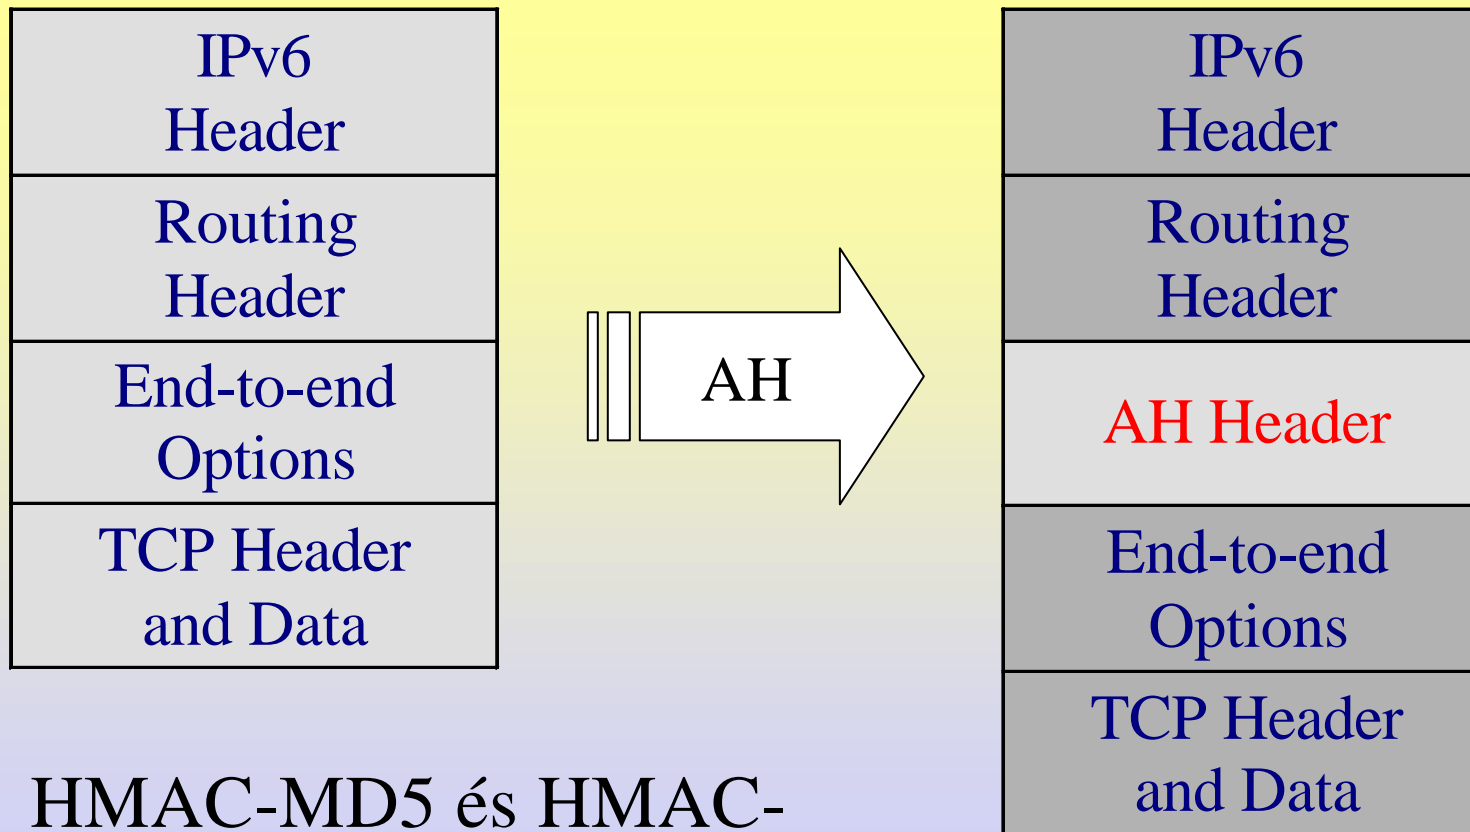 IPv6
Header
Routing
Header
End-to-end
Options
TCP Header
and Data
AH
IPv6
Header
Routing
Header
AH Header
End-to-end
Options
TCP Header
and Data
HMAC-MD5 és HMAC-